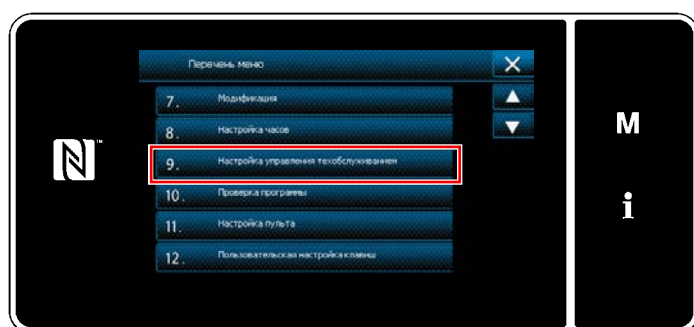 Перечень меню
7. Модификация
8. Настройка часов
9. Настройка управления техобслуживанием
10. Проверка программы
11. Настройка пульта
12. Пользовательская настройка клавиш
M
i